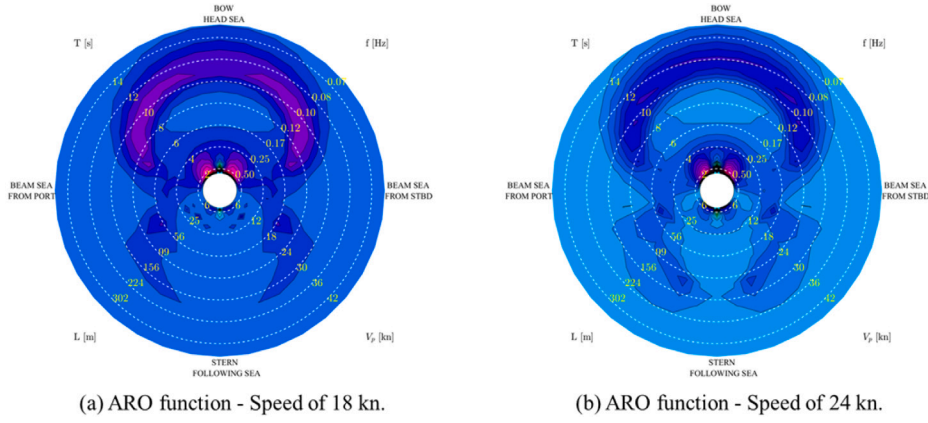 BOW
HEAD SEA
T [s]
f [Hz]
14
12
10
8
6
4
0.07
0.08
0.10
0.12
0.17
0.25
0.50
BEAM SEA
FROM PORT
BEAM SEA
FROM STBD
6
25
56
99
156
224
302
6
12
18
24
30
36
42
L [m]
Vp [kn]
STERN
FOLLOWING SEA
(a) ARO function - Speed of 18 kn.
BOW
HEAD SEA
T [s]
f [Hz]
14
12
10
8
6
4
0.07
0.08
0.10
0.12
0.17
0.25
0.50
BEAM SEA
FROM PORT
BEAM SEA
FROM STBD
6
25
56
99
156
224
302
6
12
18
24
30
36
42
L [m]
Vp [kn]
STERN
FOLLOWING SEA
(b) ARO function - Speed of 24 kn.